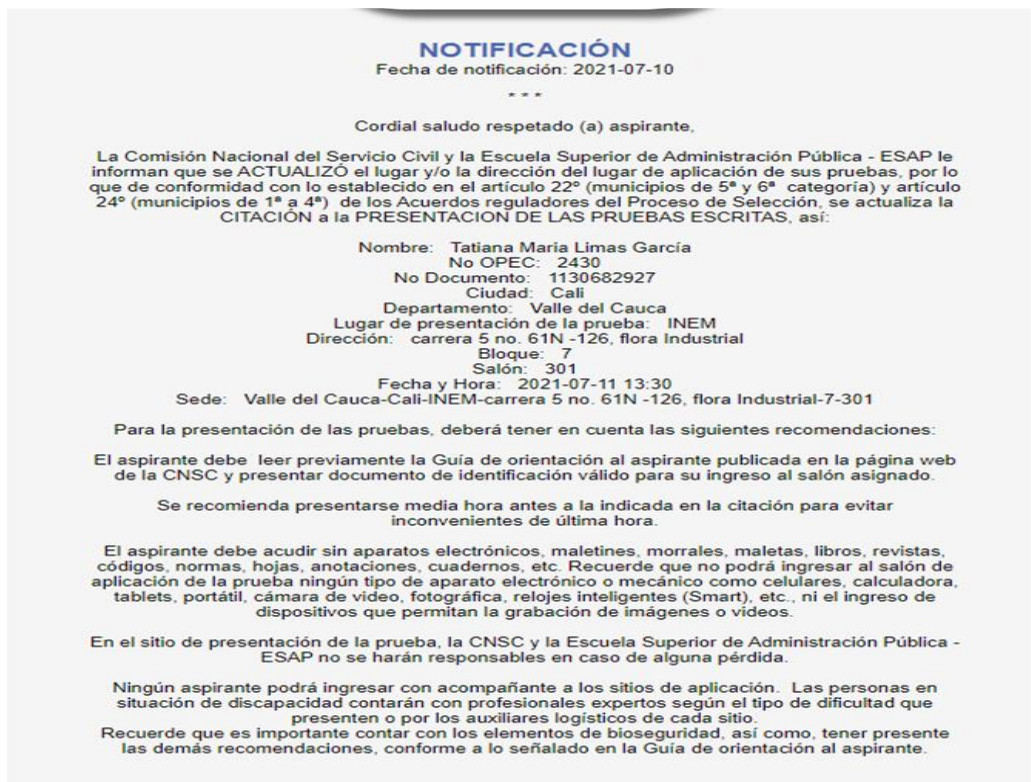 NOTIFICACIÓN
Fecha de notificación: 2021-07-10
* * *
Cordial saludo respetado (a) aspirante,
La Comisión Nacional del Servicio Civil y la Escuela Superior de Administración Pública - ESAP le
informan que se ACTUALIZÓ el lugar y/o la dirección del lugar de aplicación de sus pruebas, por lo
que de conformidad con lo establecido en el artículo 22º (municipios de 5ª y 6ª categoría) y artículo
24º (municipios de 1ª a 4ª) de los Acuerdos reguladores del Proceso de Selección, se actualiza la
CITACIÓN a la PRESENTACION DE LAS PRUEBAS ESCRITAS, así:
Nombre: Tatiana Maria Limas García
No OPEC: 2430
No Documento: 1130682927
Ciudad: Cali
Departamento: Valle del Cauca
Lugar de presentación de la prueba: INEM
Dirección: carrera 5 no. 61N -126, flora Industrial
Bloque: 7
Salón: 301
Fecha y Hora: 2021-07-11 13:30
Sede: Valle del Cauca-Cali-INEM-carrera 5 no. 61N -126, flora Industrial-7-301
Para la presentación de las pruebas, deberá tener en cuenta las siguientes recomendaciones:
El aspirante debe leer previamente la Guía de orientación al aspirante publicada en la página web
de la CNSC y presentar documento de identificación válido para su ingreso al salón asignado.
Se recomienda presentarse media hora antes a la indicada en la citación para evitar
inconvenientes de última hora.
El aspirante debe acudir sin aparatos electrónicos, maletines, morrales, maletas, libros, revistas,
códigos, normas, hojas, anotaciones, cuadernos, etc. Recuerde que no podrá ingresar al salón de
aplicación de la prueba ningún tipo de aparato electrónico o mecánico como celulares, calculadora,
tablets, portátil, cámara de video, fotográfica, relojes inteligentes (Smart), etc., ni el ingreso de
dispositivos que permitan la grabación de imágenes o videos.
En el sitio de presentación de la prueba, la CNSC y la Escuela Superior de Administración Pública -
ESAP no se harán responsables en caso de alguna pérdida.
Ningún aspirante podrá ingresar con acompañante a los sitios de aplicación. Las personas en
situación de discapacidad contarán con profesionales expertos según el tipo de dificultad que
presenten o por los auxiliares logísticos de cada sitio.
Recuerde que es importante contar con los elementos de bioseguridad, así como, tener presente
las demás recomendaciones, conforme a lo señalado en la Guía de orientación al aspirante.